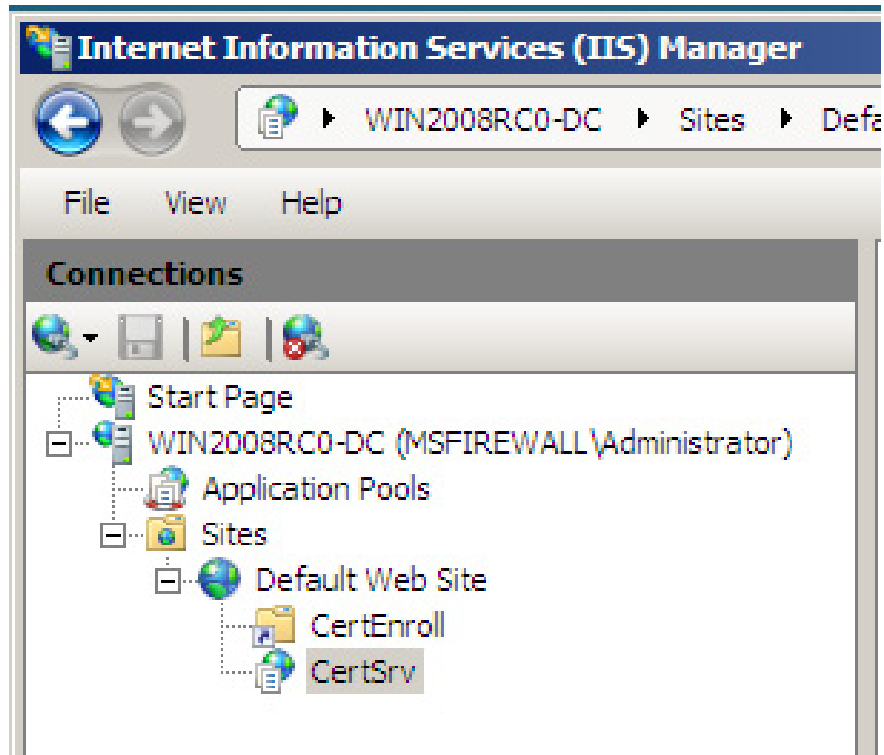 Internet Information Services (IIS) Manager
WIN2008RC0-DC Sites Defa
File View Help
Connections
Start Page
WIN2008RC0-DC (MSFIREWALL\Administrator)
Application Pools
Sites
Default Web Site
CertEnroll
CertSrv